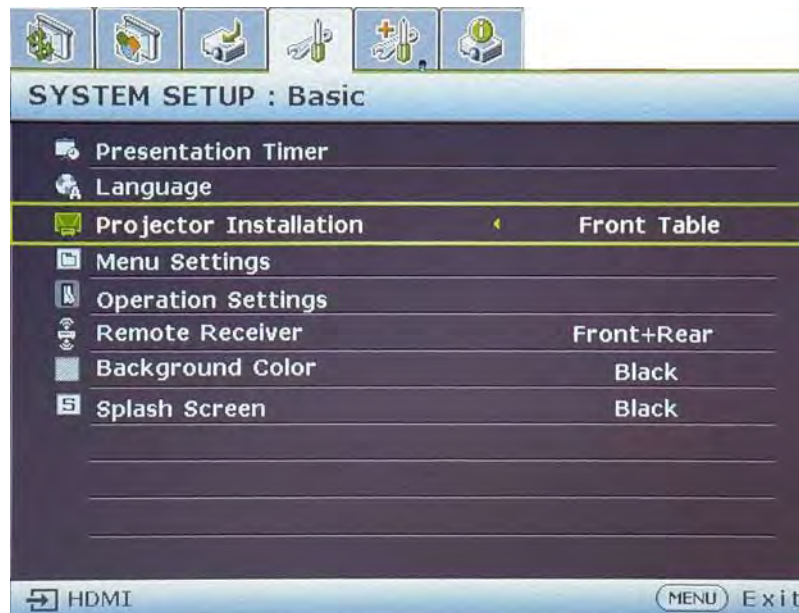 SYSTEM SETUP : Basic
Presentation Timer
Language
Projector Installation Front Table
Menu Settings
Operation Settings
Remote Receiver Front+Rear
Background Color Black
Splash Screen Black
HDMI MENU Exit